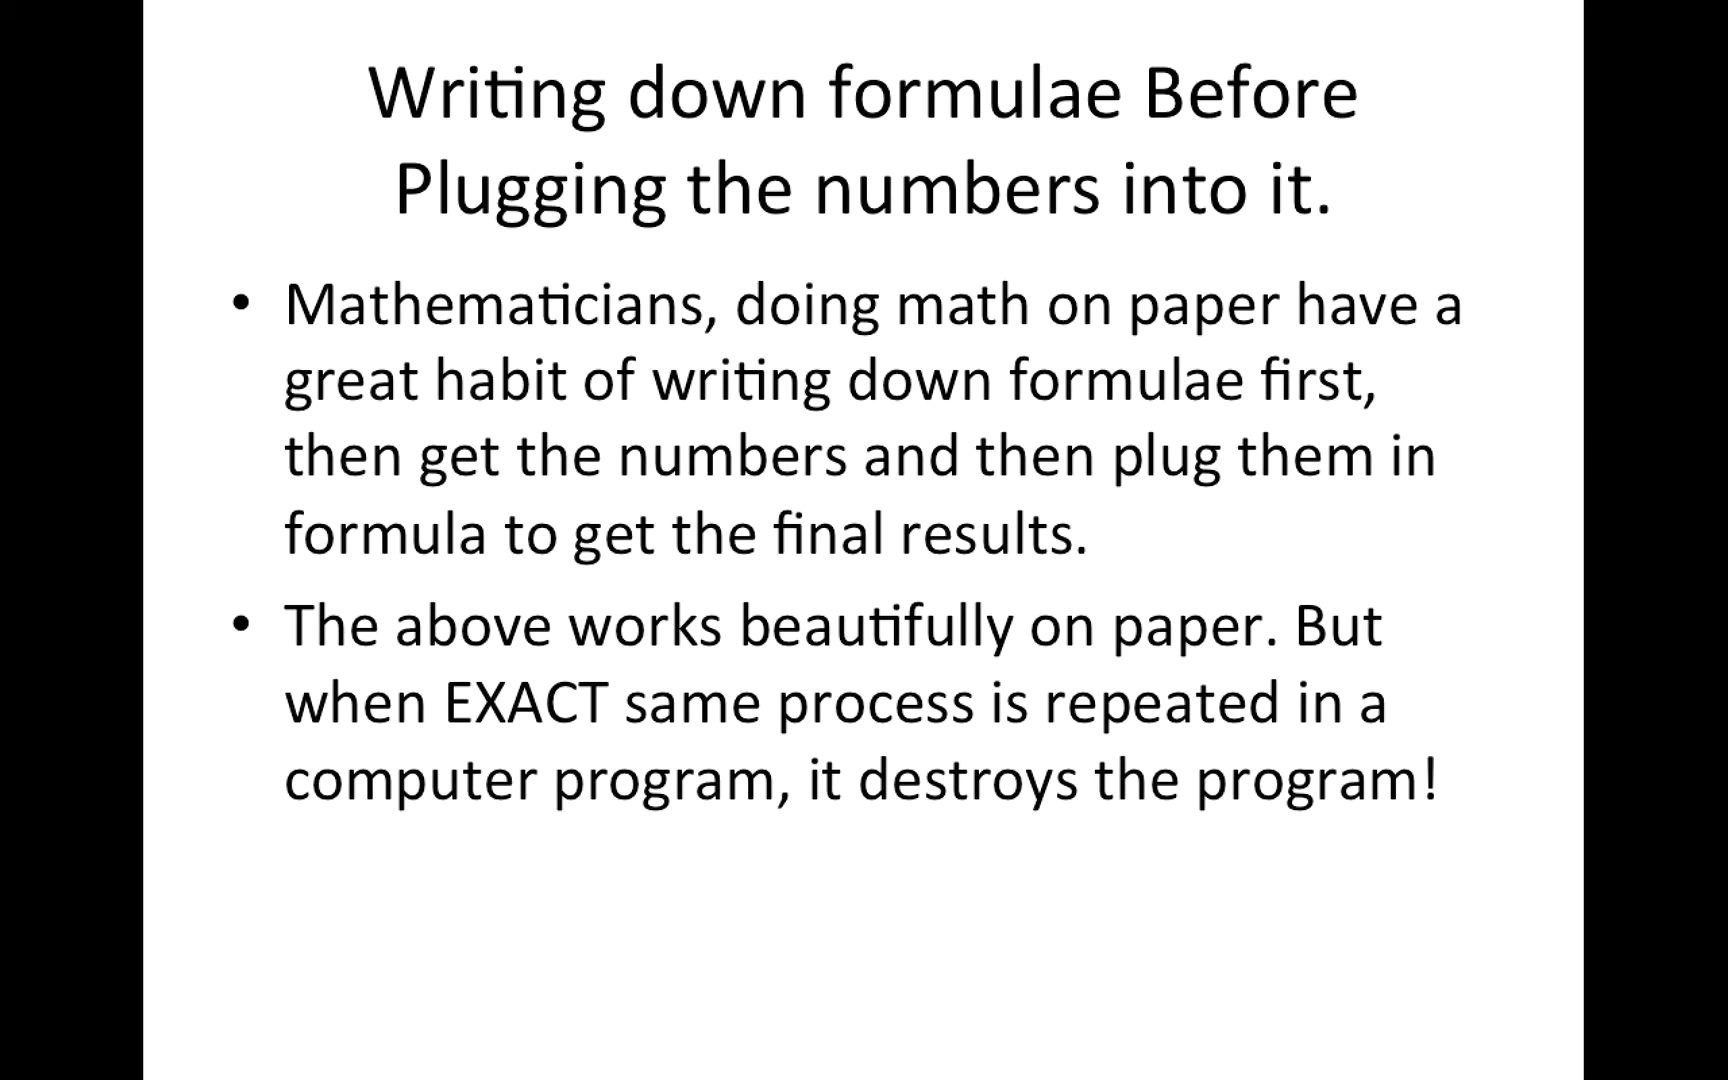 Writing down formulae Before
Plugging the numbers into it.
• Mathematicians, doing math on paper have a
great habit of writing down formulae first,
then get the numbers and then plug them in
formula to get the final results.
• The above works beautifully on paper. But
when EXACT same process is repeated in a
computer program, it destroys the program!